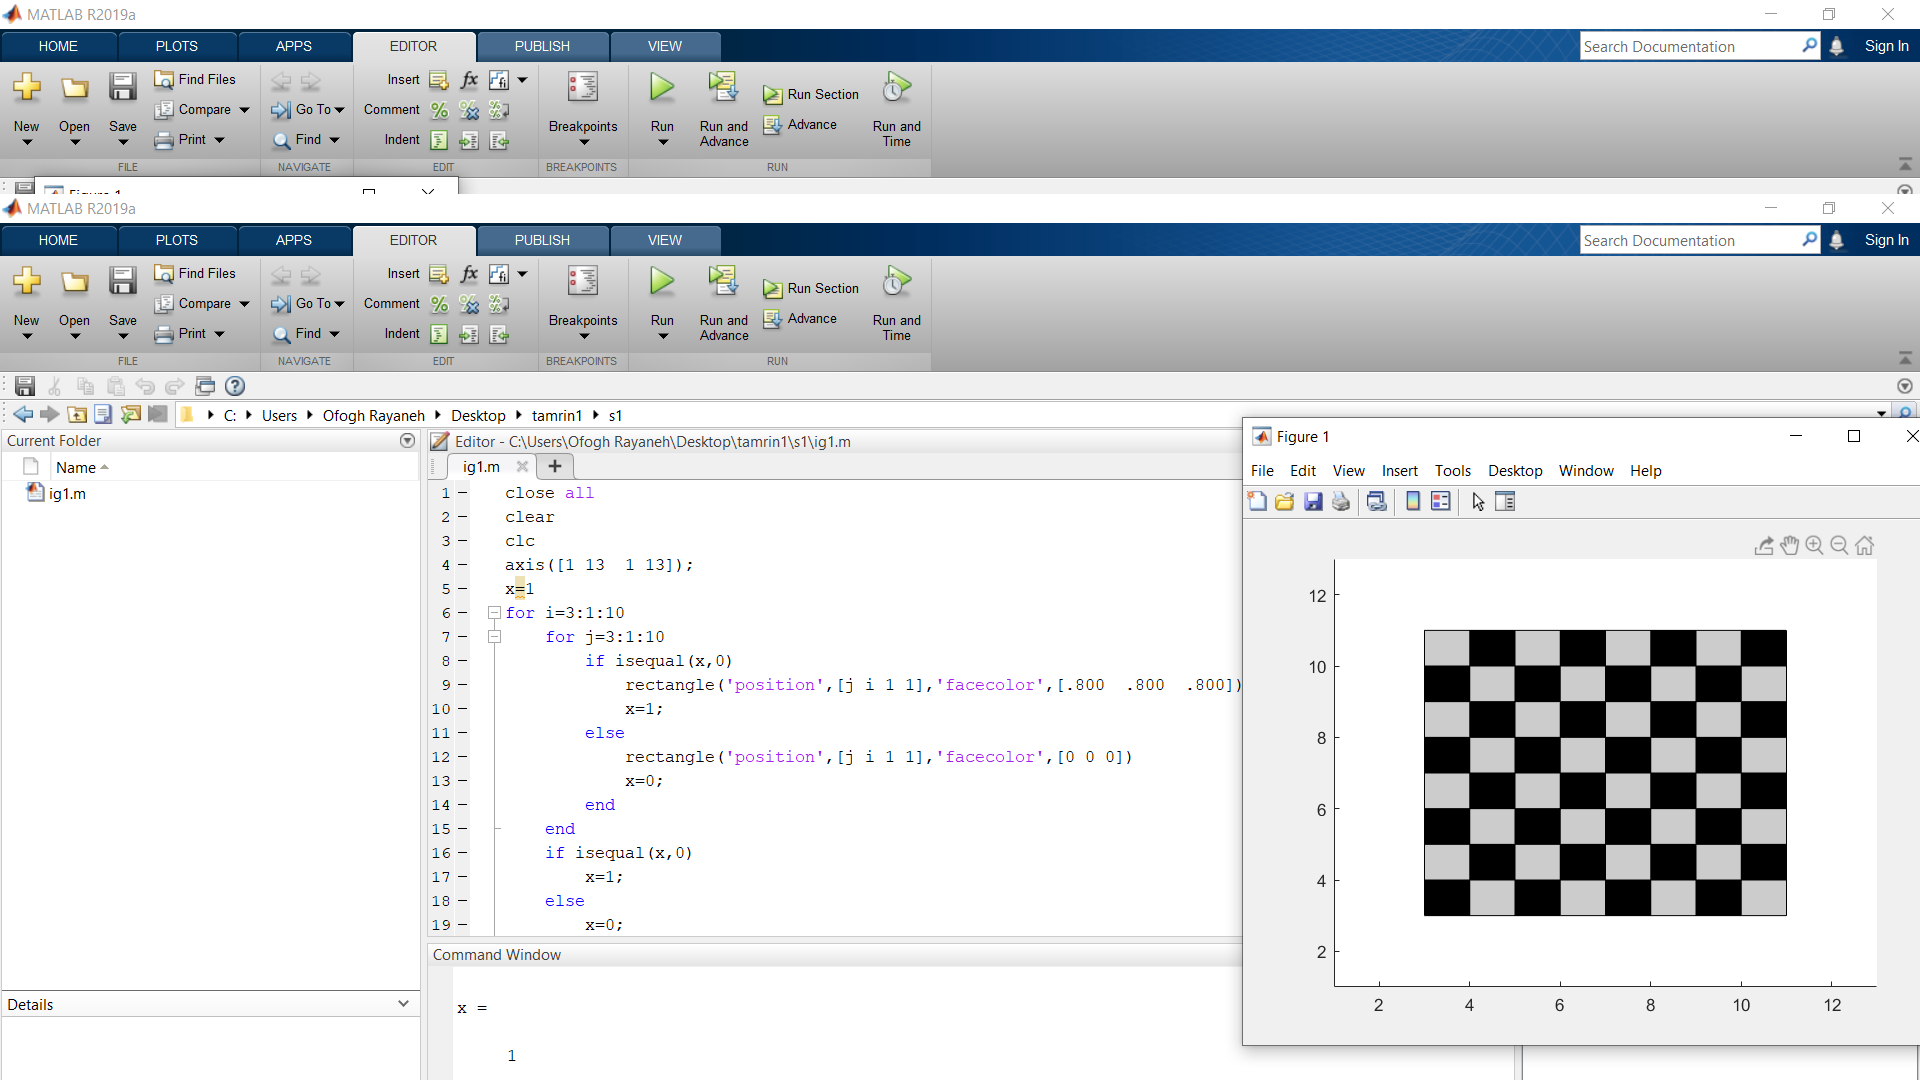 MATLAB R2019a
HOME PLOTS APPS EDITOR PUBLISH VIEW Search Documentation Sign In
Find Files Insert fx fi
Compare Go To Comment Run Section
New Open Save Print Find Indent Breakpoints Run Run and Advance Advance Run and Time
FILE NAVIGATE EDIT BREAKPOINTS RUN
Figure 1
MATLAB R2019a
HOME PLOTS APPS EDITOR PUBLISH VIEW Search Documentation Sign In
Find Files Insert fx fi
Compare Go To Comment Run Section
New Open Save Print Find Indent Breakpoints Run Run and Advance Advance Run and Time
FILE NAVIGATE EDIT BREAKPOINTS RUN
C: Users Ofogh Rayaneh Desktop tamrin1 s1
Current Folder
Name
ig1.m
Details
Editor - C:\Users\Ofogh Rayaneh\Desktop\tamrin1\s1\ig1.m
ig1.m
1 close all
2 clear
3 clc
4 axis([1 13  1 13]);
5 x=1
6 for i=3:1:10
7     for j=3:1:10
8         if isequal(x,0)
9             rectangle('position',[j i 1 1],'facecolor',[.800  .800  .800])
10             x=1;
11         else
12             rectangle('position',[j i 1 1],'facecolor',[0 0 0])
13             x=0;
14         end
15     end
16     if isequal(x,0)
17         x=1;
18     else
19         x=0;
Command Window
x =
1
Figure 1
File Edit View Insert Tools Desktop Window Help
12
10
8
6
4
2
2 4 6 8 10 12